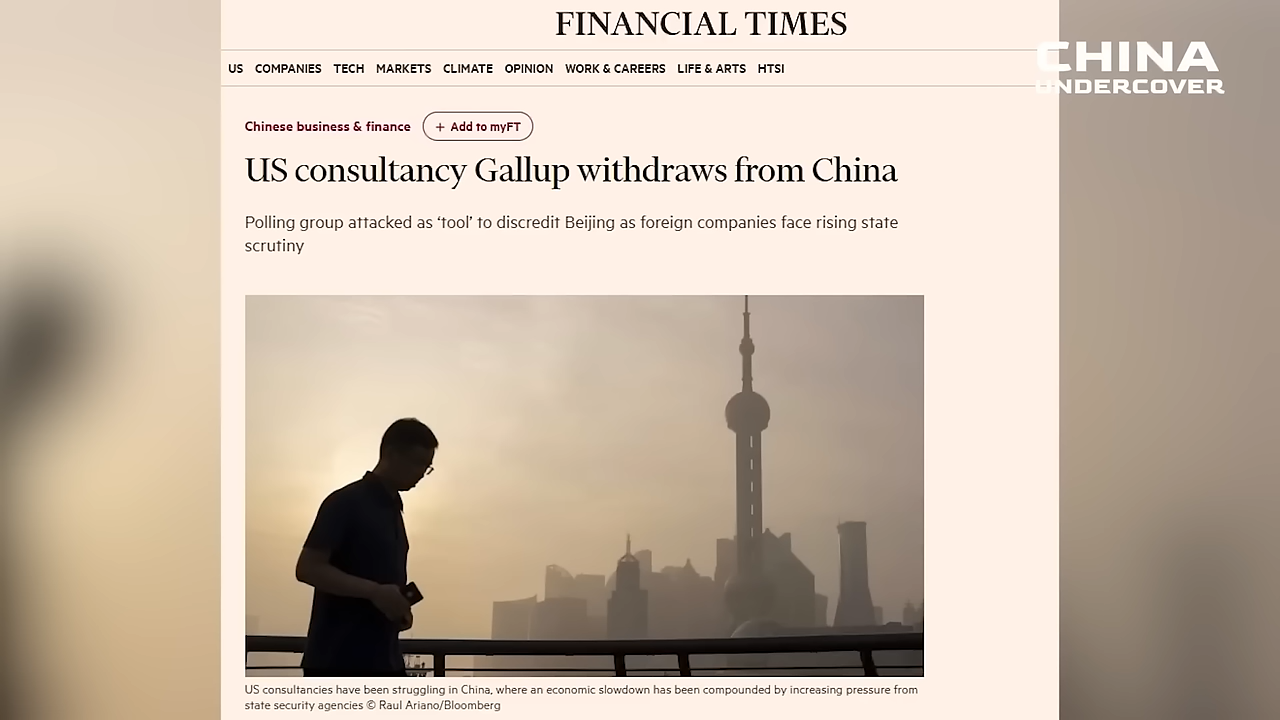 FINANCIAL TIMES
CHINA
UNDERCOVER
US COMPANIES TECH MARKETS CLIMATE OPINION WORK & CAREERS LIFE & ARTS HTSI
Chinese business & finance + Add to myFT
US consultancy Gallup withdraws from China
Polling group attacked as ‘tool’ to discredit Beijing as foreign companies face rising state
scrutiny
US consultancies have been struggling in China, where an economic slowdown has been compounded by increasing pressure from
state security agencies © Raul Ariano/Bloomberg